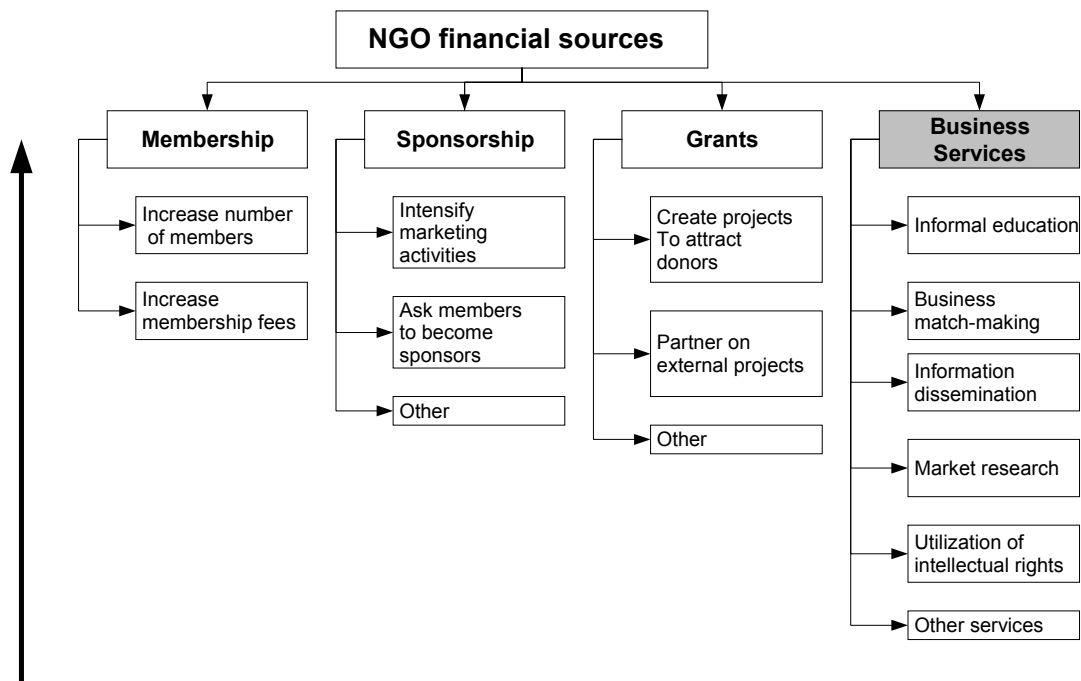 NGO financial sources
Membership
Increase number
of members
Increase
membership fees
Sponsorship
Intensify
marketing
activities
Ask members
to become
sponsors
Other
Grants
Create projects
To attract
donors
Partner on
external projects
Other
Business
Services
Informal education
Business
match-making
Information
dissemination
Market research
Utilization of
intellectual rights
Other services